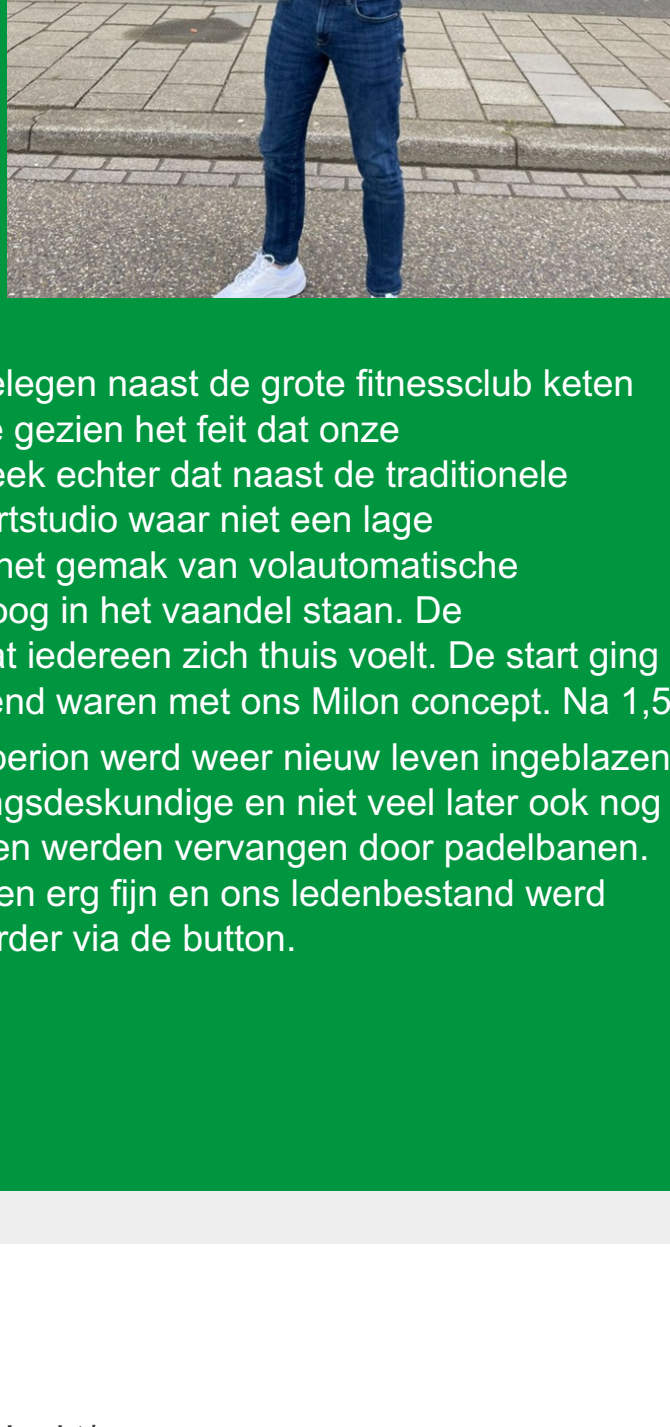 elegen naast de grote fitnessclub keten
e gezien het feit dat onze
eek echter dat naast de traditionele
rtstudio waar niet een lage
het gemak van volautomatische
oog in het vaandel staan. De
at iedereen zich thuis voelt. De start ging
end waren met ons Milon concept. Na 1,5
perion werd weer nieuw leven ingeblazen
ngsdeskundige en niet veel later ook nog
en werden vervangen door padelbanen.
en erg fijn en ons ledenbestand werd
rder via de button.